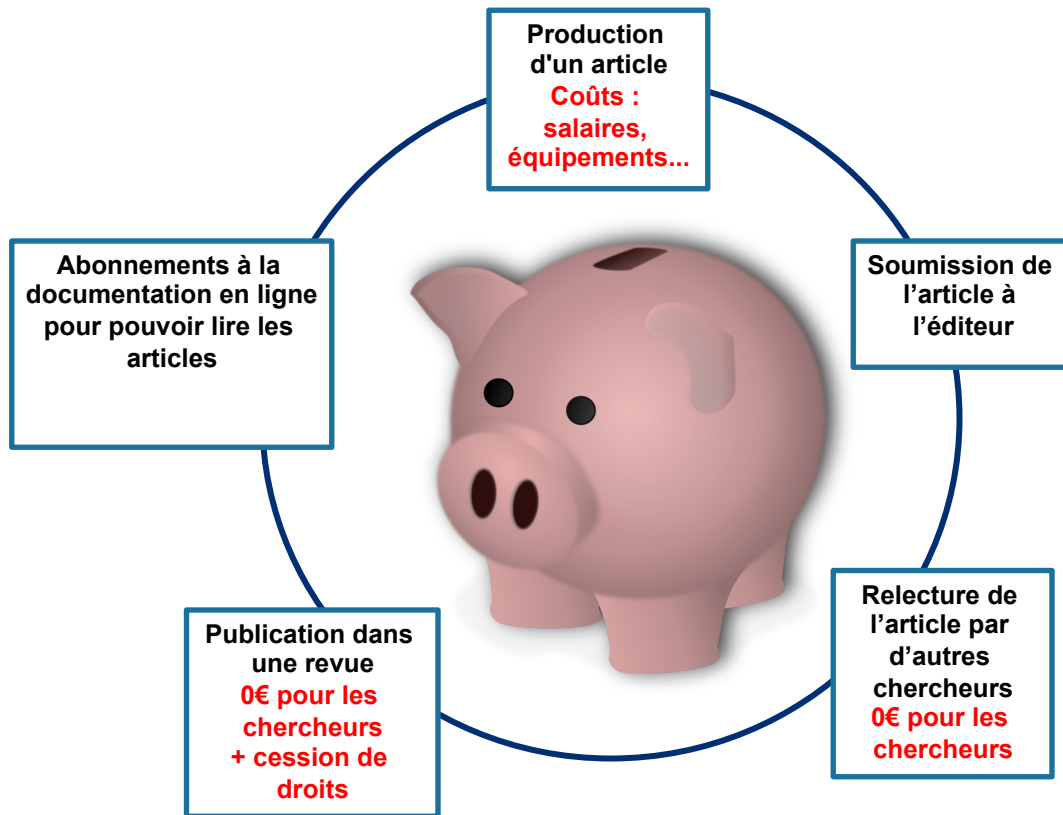 Production
d'un article
Coûts :
salaires,
équipements...
Soumission de
l’article à
l’éditeur
Relecture de
l’article par
d’autres
chercheurs
0€ pour les
chercheurs
Publication dans
une revue
0€ pour les
chercheurs
+ cession de
droits
Abonnements à la
documentation en ligne
pour pouvoir lire les
articles